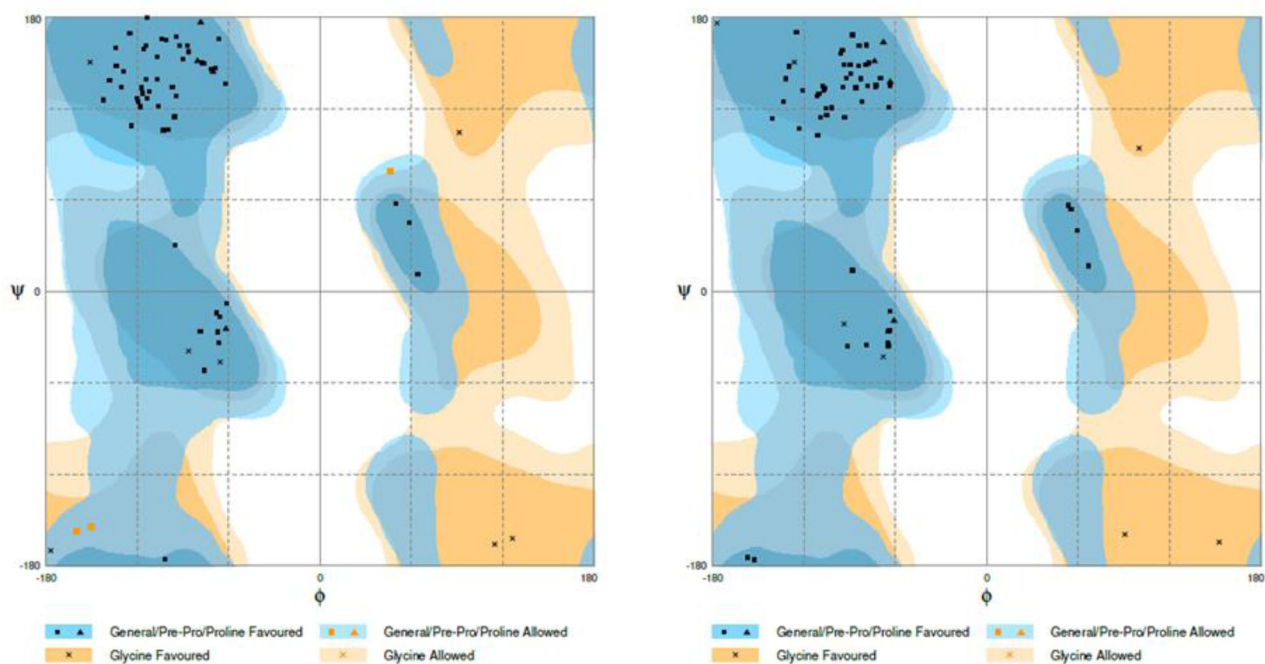 180
ψ 0
-180
-180 0 180
ϕ
General/Pre-Pro/Proline Favoured General/Pre-Pro/Proline Allowed
Glycine Favoured Glycine Allowed
180
ψ 0
-180
-180 0 180
ϕ
General/Pre-Pro/Proline Favoured General/Pre-Pro/Proline Allowed
Glycine Favoured Glycine Allowed